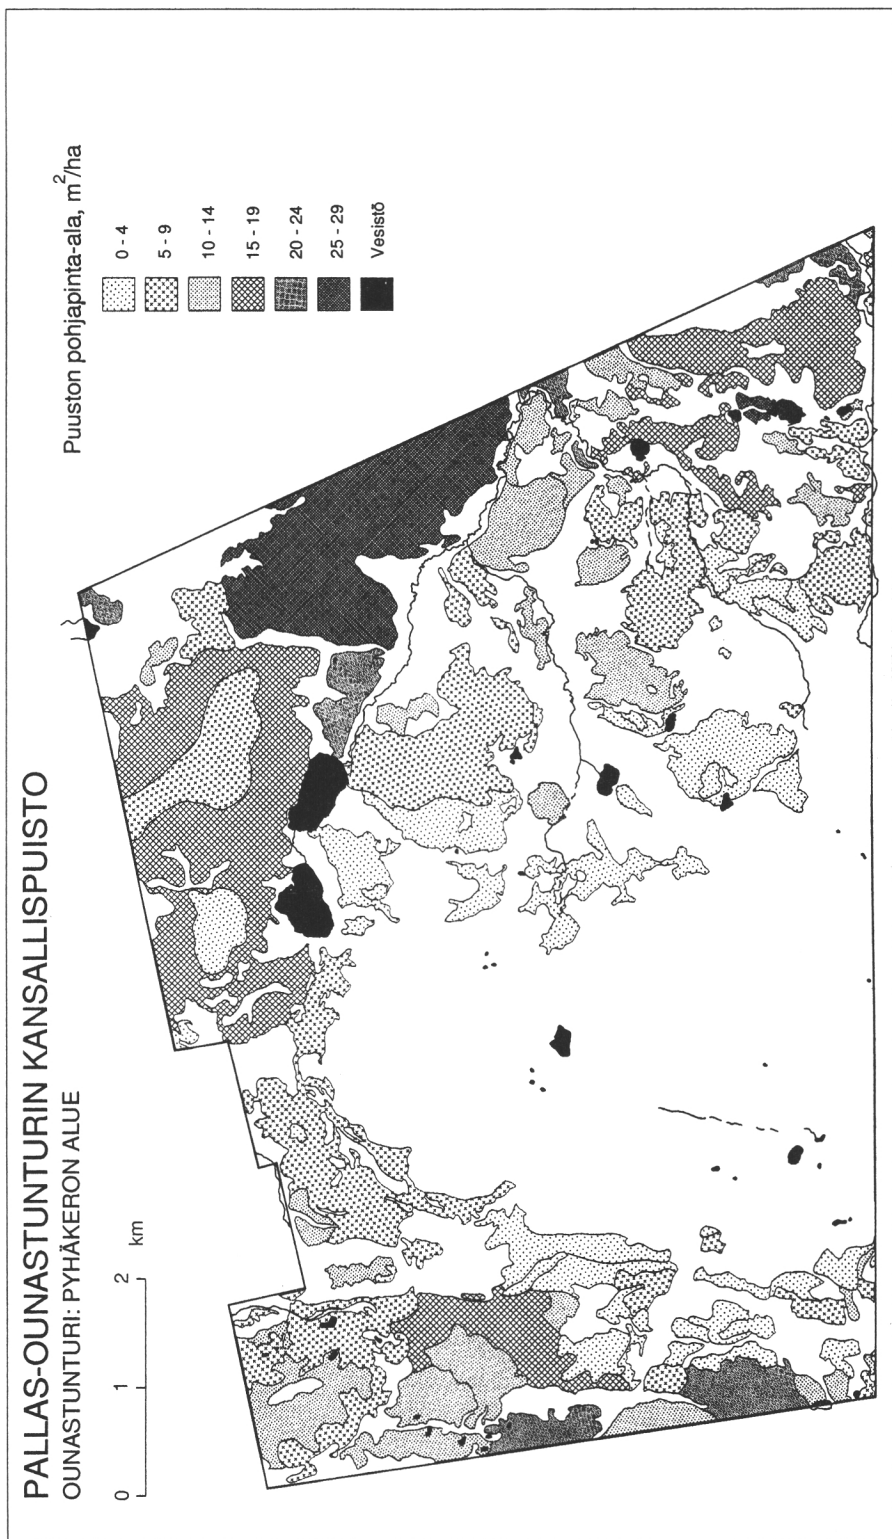 PALLAS-OUNASTUNTURIN KANSALLISPUISTO
OUNASTUNTURI: PYHÄKERON ALUE
0 1 2 km
Puuston pohjapinta-ala, m²/ha
0 - 4
5 - 9
10 - 14
15 - 19
20 - 24
25 - 29
Vesistö